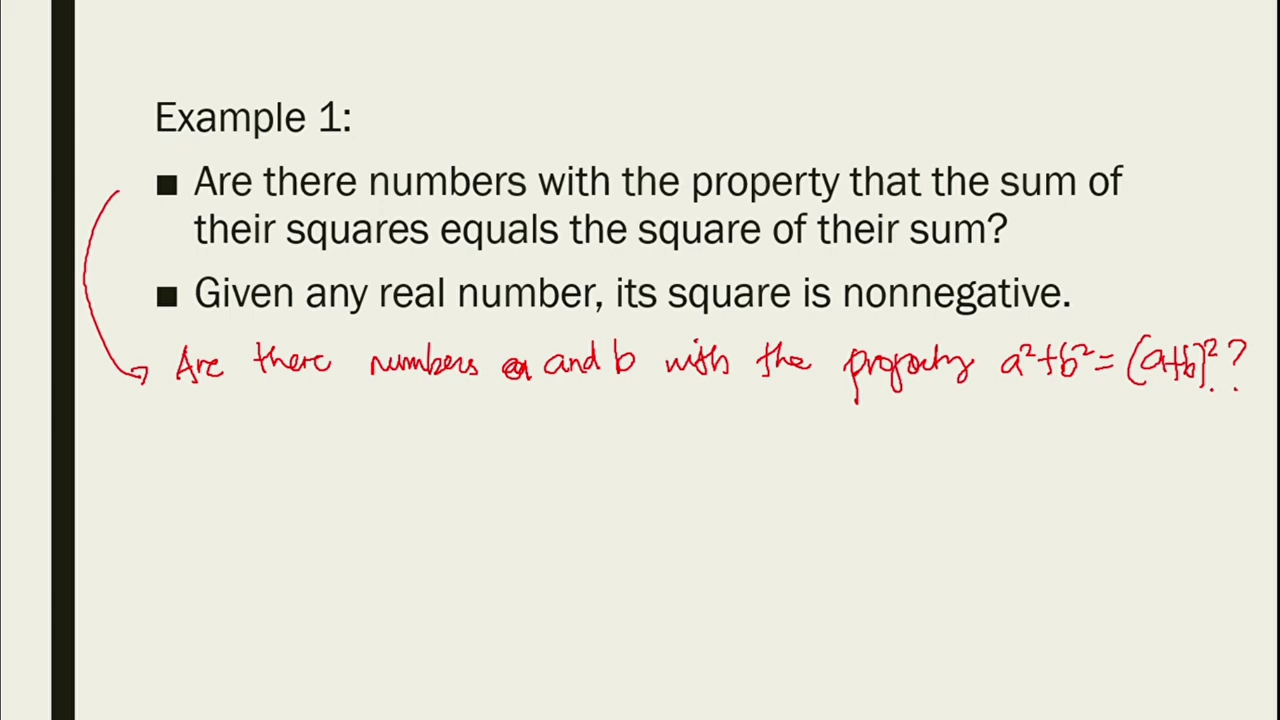 Example 1:
■ Are there numbers with the property that the sum of
their squares equals the square of their sum?
■ Given any real number, its square is nonnegative.
Are there numbers a and b with the property a²+b² = (a+b)²?